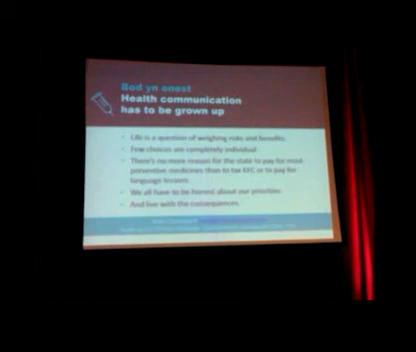 Bod yn onest
Health communication
has to be grown up
Life is a question of weighing risks and benefits.
Few choices are completely individual
There's no more reason for the state to pay for most
preventive medicines than to tax KFC or to pay for
language lessons
We all have to be honest about our priorities
And live with the consequences.